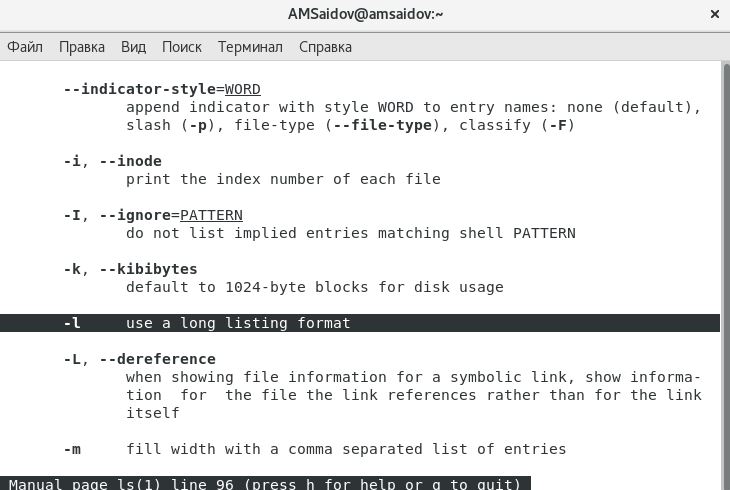 AMSaidov@amsaidov:~
×
Файл Правка Вид Поиск Терминал Справка
--indicator-style=WORD
append indicator with style WORD to entry names: none (default),
slash (-p), file-type (--file-type), classify (-F)
-i, --inode
print the index number of each file
-I, --ignore=PATTERN
do not list implied entries matching shell PATTERN
-k, --kibibytes
default to 1024-byte blocks for disk usage
-l use a long listing format
-L, --dereference
when showing file information for a symbolic link, show informa-
tion for the file the link references rather than for the link
itself
-m fill width with a comma separated list of entries
Manual page ls(1) line 96 (press h for help or q to quit)